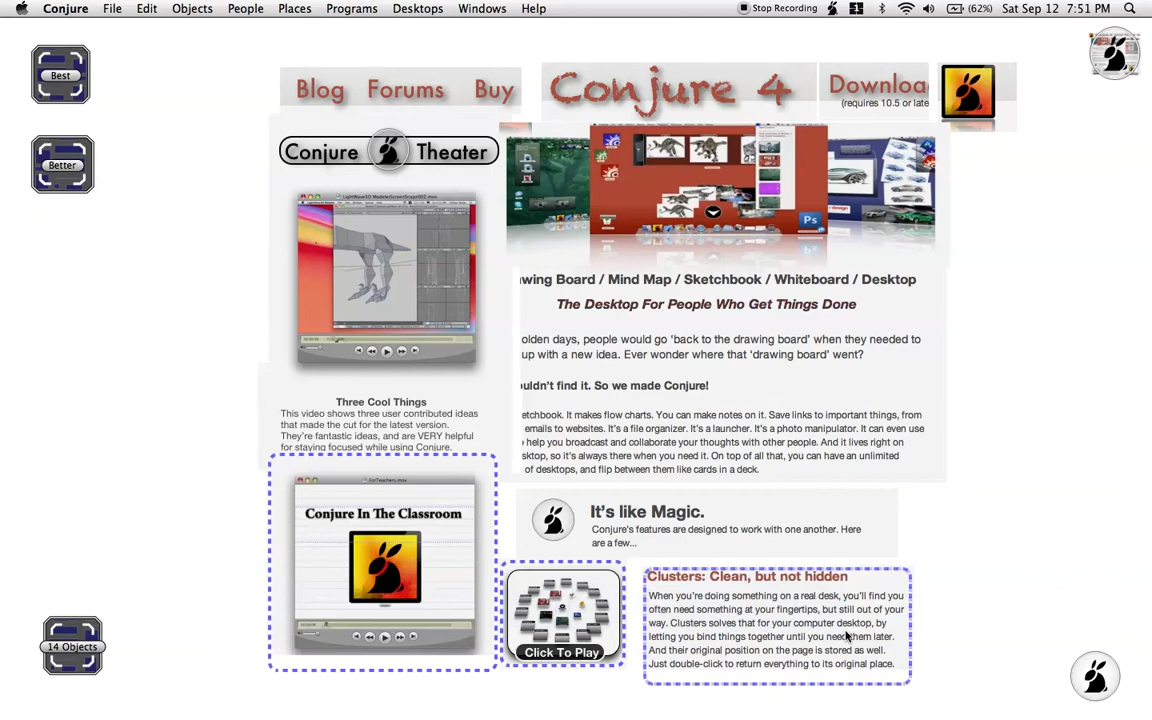 Conjure File Edit Objects People Places Programs Desktops Windows Help Stop Recording (62%) Sat Sep 12 7:51 PM
Best
Better
14 Objects
Blog Forums Buy
Conjure 4
Downloa
(requires 10.5 or late
Conjure Theater
Ps
wing Board / Mind Map / Sketchbook / Whiteboard / Desktop
The Desktop For People Who Get Things Done
olden days, people would go 'back to the drawing board' when they needed to
up with a new idea. Ever wonder where that 'drawing board' went?
uldn't find it. So we made Conjure!
etchbook. It makes flow charts. You can make notes on it. Save links to important things, from
emails to websites. It's a file organizer. It's a launcher. It's a photo manipulator. It can even use
help you broadcast and collaborate your thoughts with other people. And it lives right on
sktop, so it's always there when you need it. On top of all that, you can have an unlimited
of desktops, and flip between them like cards in a deck.
Three Cool Things
This video shows three user contributed ideas
that made the cut for the latest version.
They're fantastic ideas, and are VERY helpful
for staying focused while using Conjure.
ForTeachers.mov
Conjure In The Classroom
It's like Magic.
Conjure's features are designed to work with one another. Here
are a few...
Click To Play
Clusters: Clean, but not hidden
When you're doing something on a real desk, you'll find you
often need something at your fingertips, but still out of your
way. Clusters solves that for your computer desktop, by
letting you bind things together until you need them later.
And their original position on the page is stored as well.
Just double-click to return everything to its original place.